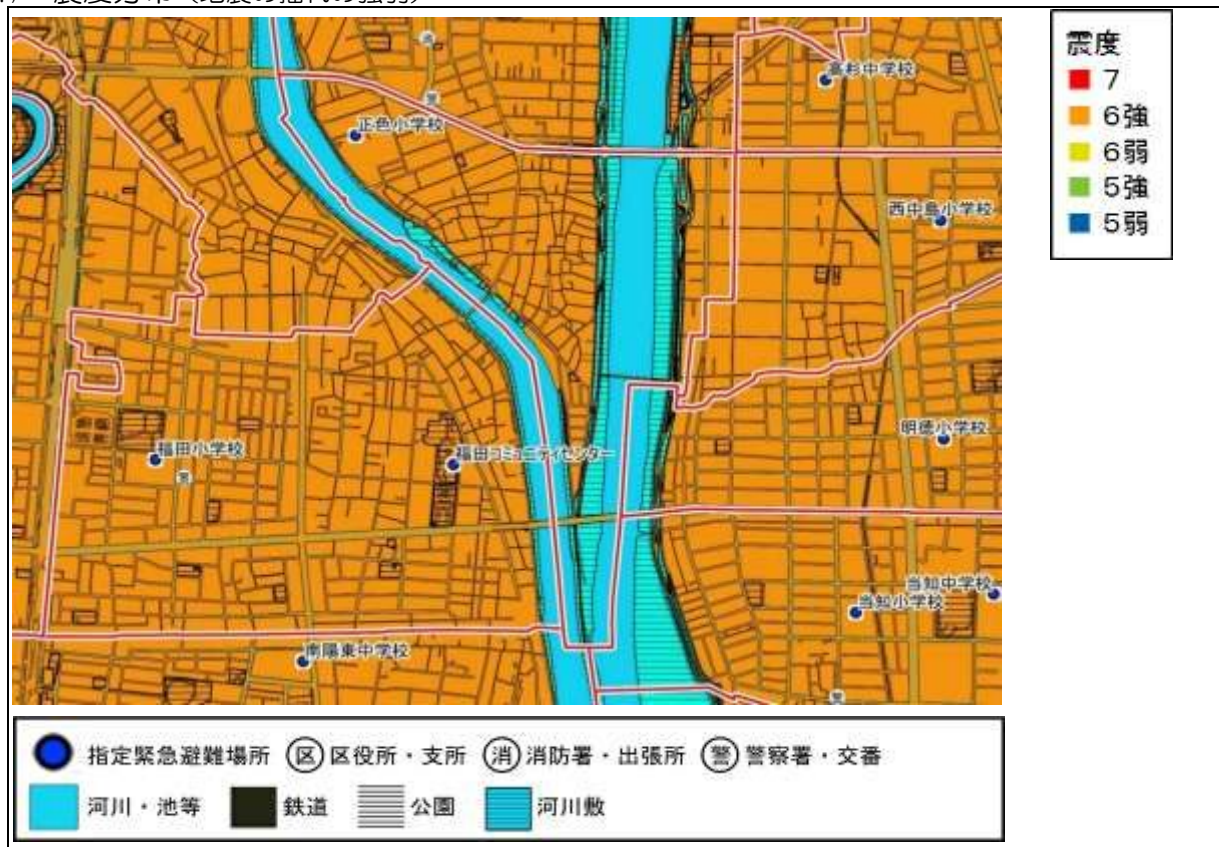 震度分布（地震の揺れの強弱）
震度
7
6強
6弱
5強
5弱
消
高杉中学校
警
正色小学校
西中島小学校
明徳小学校
福田小学校
福田コミュニティセンター
警
当知中学校
当知小学校
南陽東中学校
警
指定緊急避難場所 区 区役所・支所 消 消防署・出張所 警 警察署・交番
河川・池等 鉄道 公園 河川敷